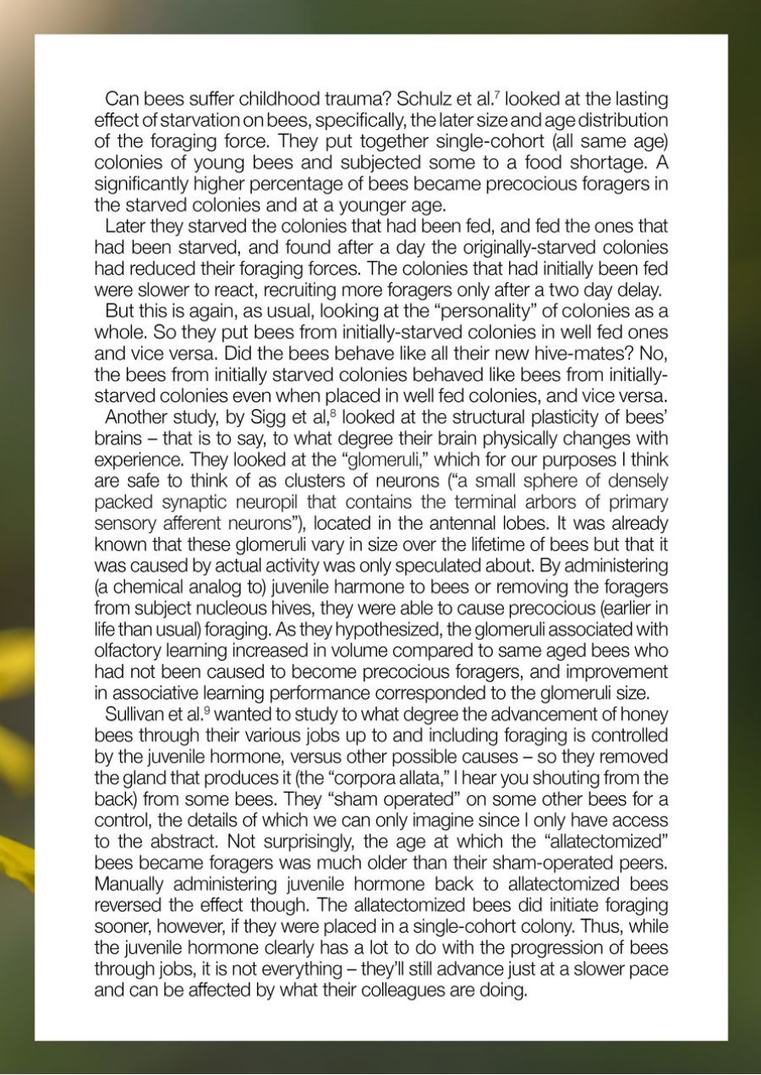 Can bees suffer childhood trauma? Schulz et al.⁷ looked at the lasting
effect of starvation on bees, specifically, the later size and age distribution
of the foraging force. They put together single-cohort (all same age)
colonies of young bees and subjected some to a food shortage. A
significantly higher percentage of bees became precocious foragers in
the starved colonies and at a younger age.
Later they starved the colonies that had been fed, and fed the ones that
had been starved, and found after a day the originally-starved colonies
had reduced their foraging forces. The colonies that had initially been fed
were slower to react, recruiting more foragers only after a two day delay.
But this is again, as usual, looking at the “personality” of colonies as a
whole. So they put bees from initially-starved colonies in well fed ones
and vice versa. Did the bees behave like all their new hive-mates? No,
the bees from initially starved colonies behaved like bees from initially-
starved colonies even when placed in well fed colonies, and vice versa.
Another study, by Sigg et al,⁸ looked at the structural plasticity of bees’
brains – that is to say, to what degree their brain physically changes with
experience. They looked at the “glomeruli,” which for our purposes I think
are safe to think of as clusters of neurons (“a small sphere of densely
packed synaptic neuropil that contains the terminal arbors of primary
sensory afferent neurons”), located in the antennal lobes. It was already
known that these glomeruli vary in size over the lifetime of bees but that it
was caused by actual activity was only speculated about. By administering
(a chemical analog to) juvenile harmone to bees or removing the foragers
from subject nucleous hives, they were able to cause precocious (earlier in
life than usual) foraging. As they hypothesized, the glomeruli associated with
olfactory learning increased in volume compared to same aged bees who
had not been caused to become precocious foragers, and improvement
in associative learning performance corresponded to the glomeruli size.
Sullivan et al.⁹ wanted to study to what degree the advancement of honey
bees through their various jobs up to and including foraging is controlled
by the juvenile hormone, versus other possible causes – so they removed
the gland that produces it (the “corpora allata,” I hear you shouting from the
back) from some bees. They “sham operated” on some other bees for a
control, the details of which we can only imagine since I only have access
to the abstract. Not surprisingly, the age at which the “allatectomized”
bees became foragers was much older than their sham-operated peers.
Manually administering juvenile hormone back to allatectomized bees
reversed the effect though. The allatectomized bees did initiate foraging
sooner, however, if they were placed in a single-cohort colony. Thus, while
the juvenile hormone clearly has a lot to do with the progression of bees
through jobs, it is not everything – they’ll still advance just at a slower pace
and can be affected by what their colleagues are doing.